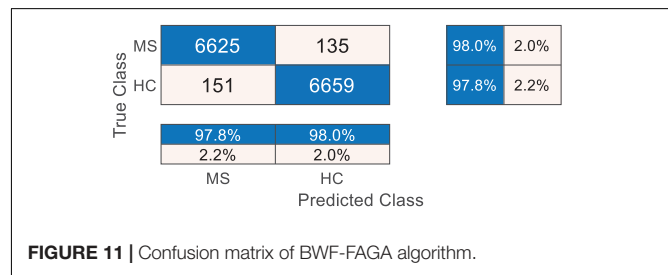 MS 6625 135 98.0% 2.0%
HC 151 6659 97.8% 2.2%
True Class
97.8% 98.0%
2.2% 2.0%
MS HC
Predicted Class
FIGURE 11 | Confusion matrix of BWF-FAGA algorithm.